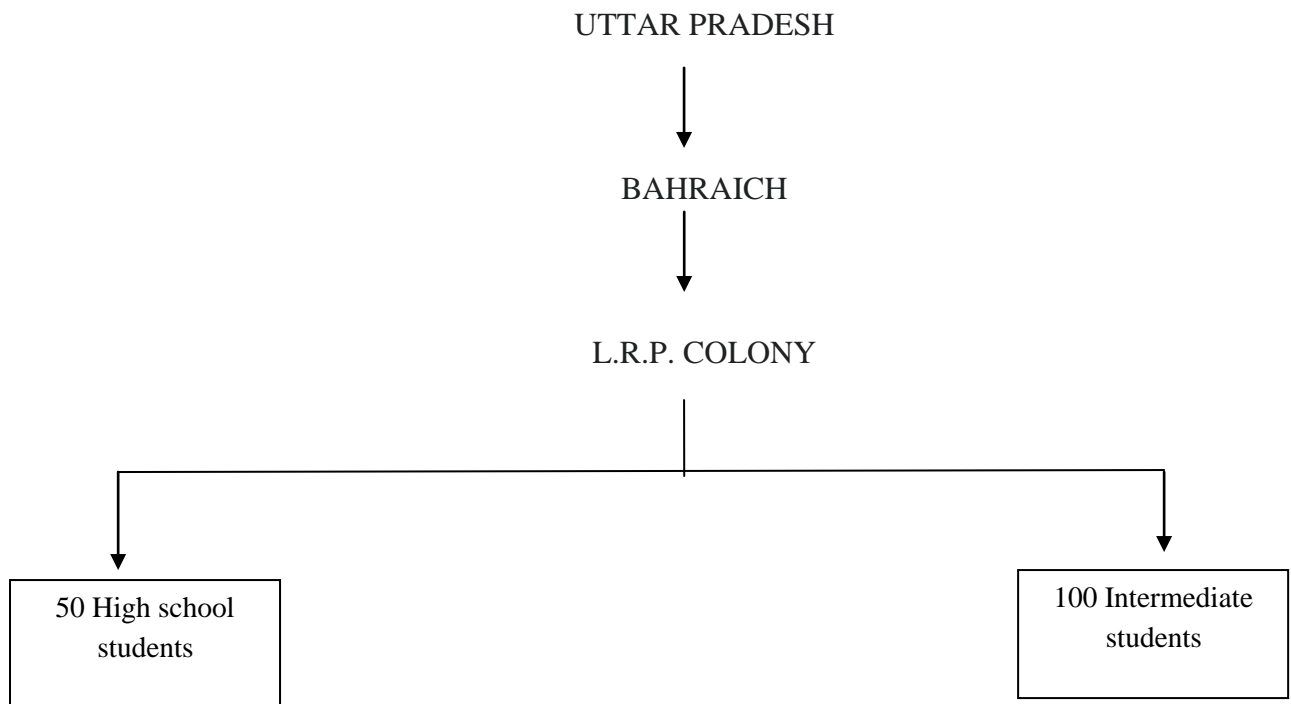 UTTAR PRADESH
BAHRAICH
L.R.P. COLONY
50 High school
students
100 Intermediate
students